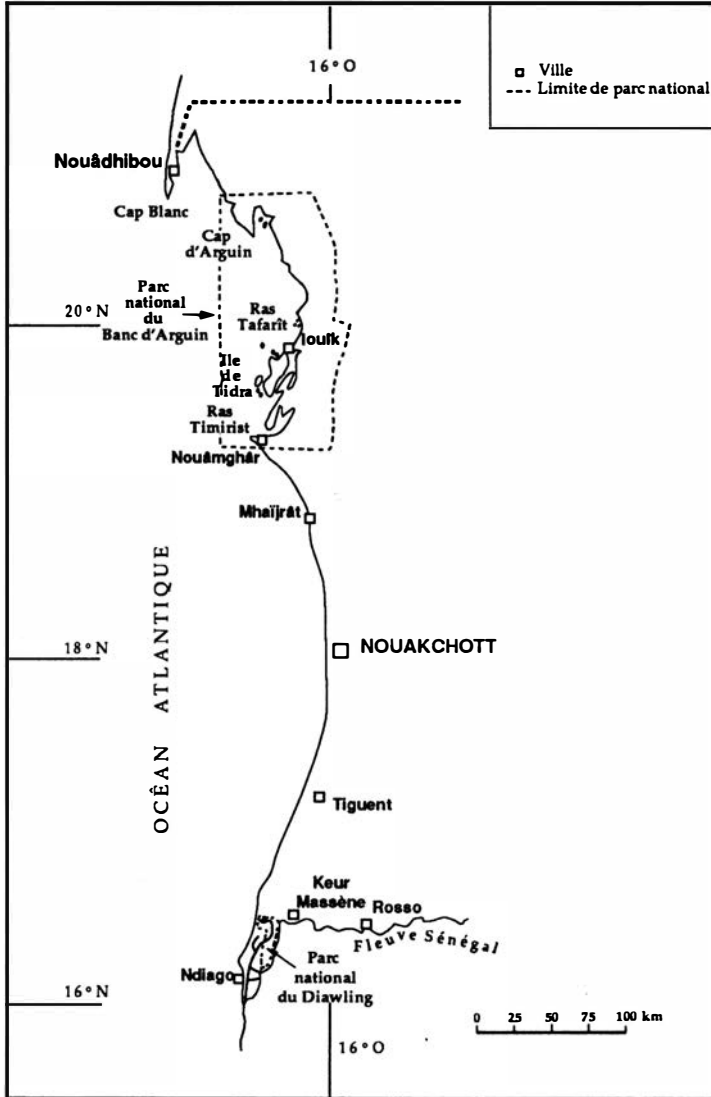 16°O
Ville
Limite de parc national
Nouâdhibou
Cap Blanc
Cap
d'Arguin
Parc
national
du
Banc d'Arguin
20°N
Ras
Tafarît
Iouîk
Ile
de
Tidra
Ras
Timirist
Nouâmghâr
Mhaïjrât
OCÊAN ATLANTIQUE
NOUAKCHOTT
18°N
Tiguent
Keur
Massène
Rosso
Fleuve Sénégal
Parc
national
du Diawling
Ndiago
16°N
0 25 50 75 100 km
16°O